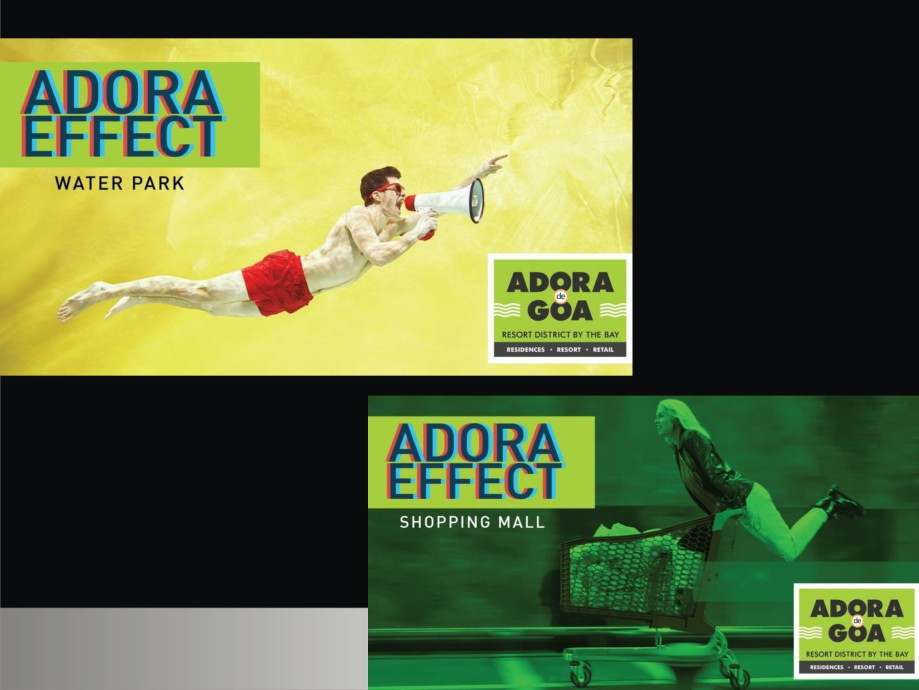 ADORA
EFFECT
WATER PARK
ADORA
de
GOA
RESORT DISTRICT BY THE BAY
RESIDENCES • RESORT • RETAIL
ADORA
EFFECT
SHOPPING MALL
ADORA
de
GOA
RESORT DISTRICT BY THE BAY
RESIDENCES • RESORT • RETAIL